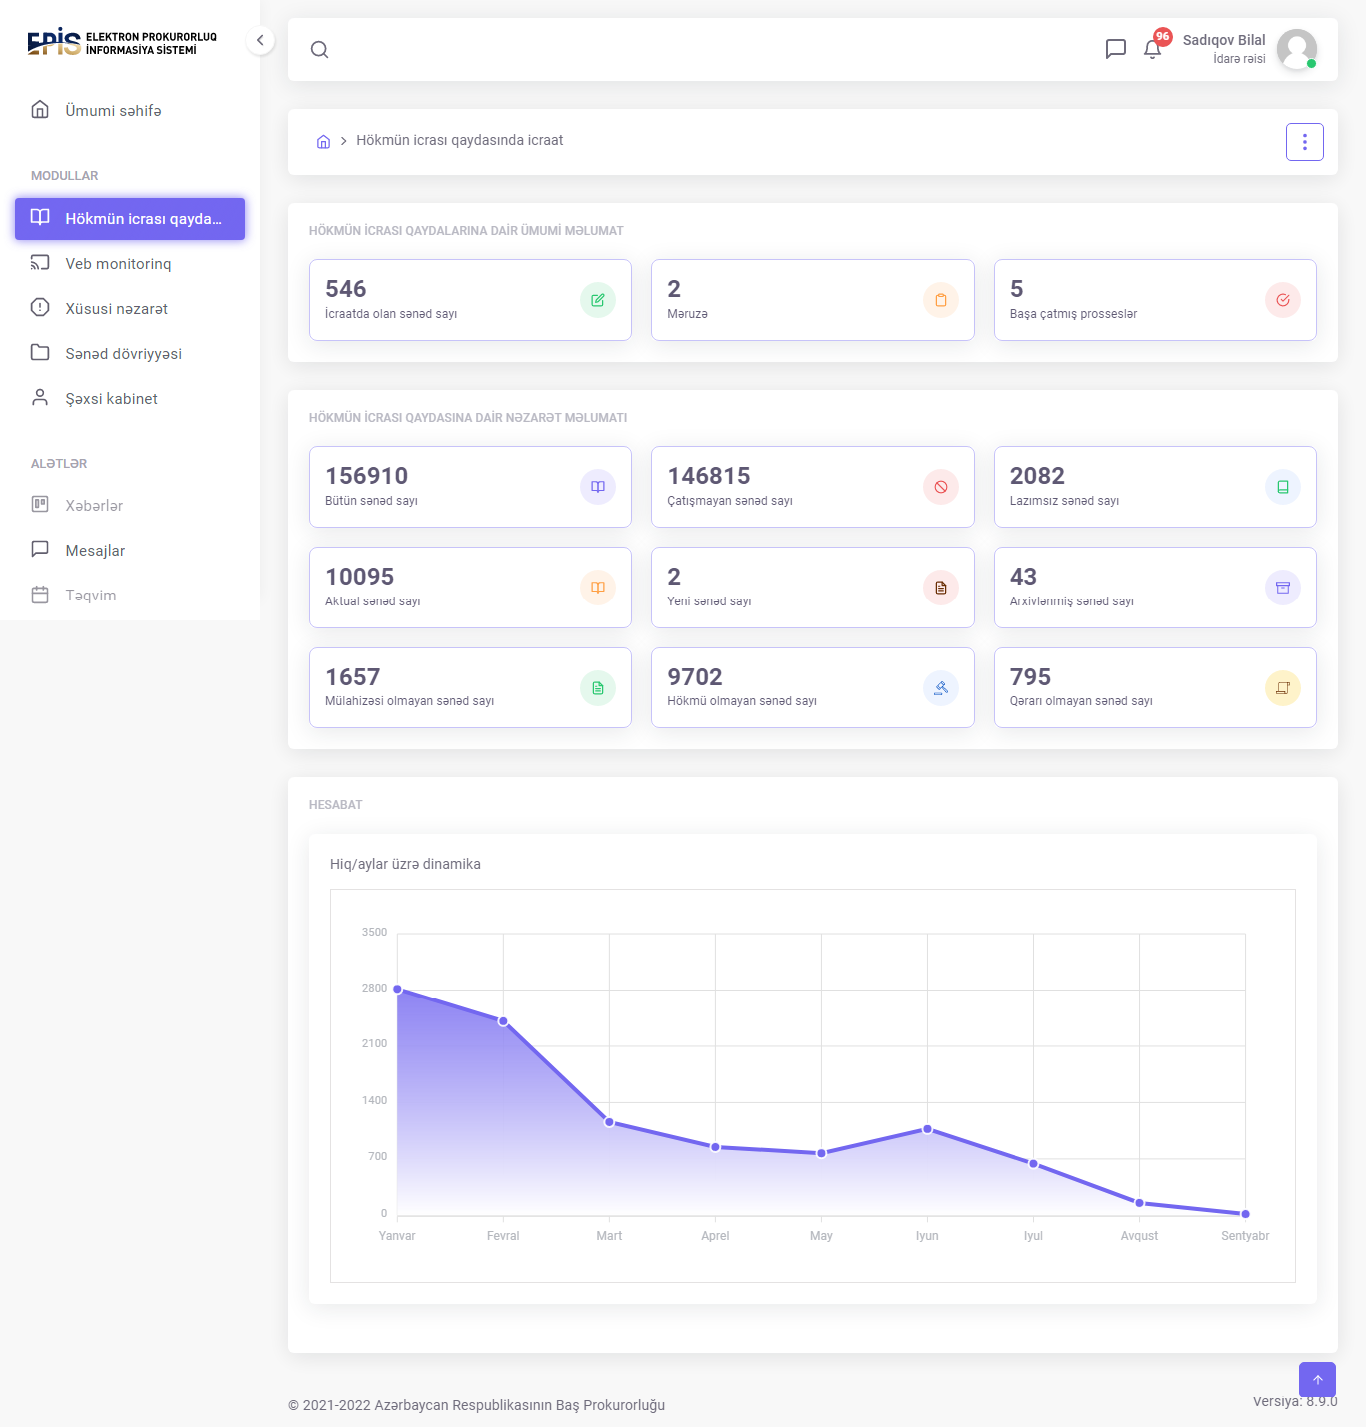 EPİS ELEKTRON PROKURORLUQ
İNFORMASİYA SİSTEMİ
Ümumi səhifə
MODULLAR
Hökmün icrası qayda...
Veb monitorinq
Xüsusi nəzarət
Sənəd dövriyyəsi
Şəxsi kabinet
ALƏTLƏR
Xəbərlər
Mesajlar
Təqvim
96
Sadıqov Bilal
İdarə rəisi
Hökmün icrası qaydasında icraat
HÖKMÜN İCRASI QAYDALARINA DAİR ÜMUMİ MƏLUMAT
546
İcraatda olan sənəd sayı
2
Məruzə
5
Başa çatmış prosseslər
HÖKMÜN İCRASI QAYDASINA DAİR NƏZARƏT MƏLUMATI
156910
Bütün sənəd sayı
146815
Çatışmayan sənəd sayı
2082
Lazımsız sənəd sayı
10095
Aktual sənəd sayı
2
Yeni sənəd sayı
43
Arxivlənmiş sənəd sayı
1657
Mülahizəsi olmayan sənəd sayı
9702
Hökmü olmayan sənəd sayı
795
Qərarı olmayan sənəd sayı
HESABAT
Hiq/aylar üzrə dinamika
3500
2800
2100
1400
700
0
Yanvar Fevral Mart Aprel May Iyun Iyul Avqust Sentyabr
© 2021-2022 Azərbaycan Respublikasının Baş Prokurorluğu
Versiya: 8.9.0